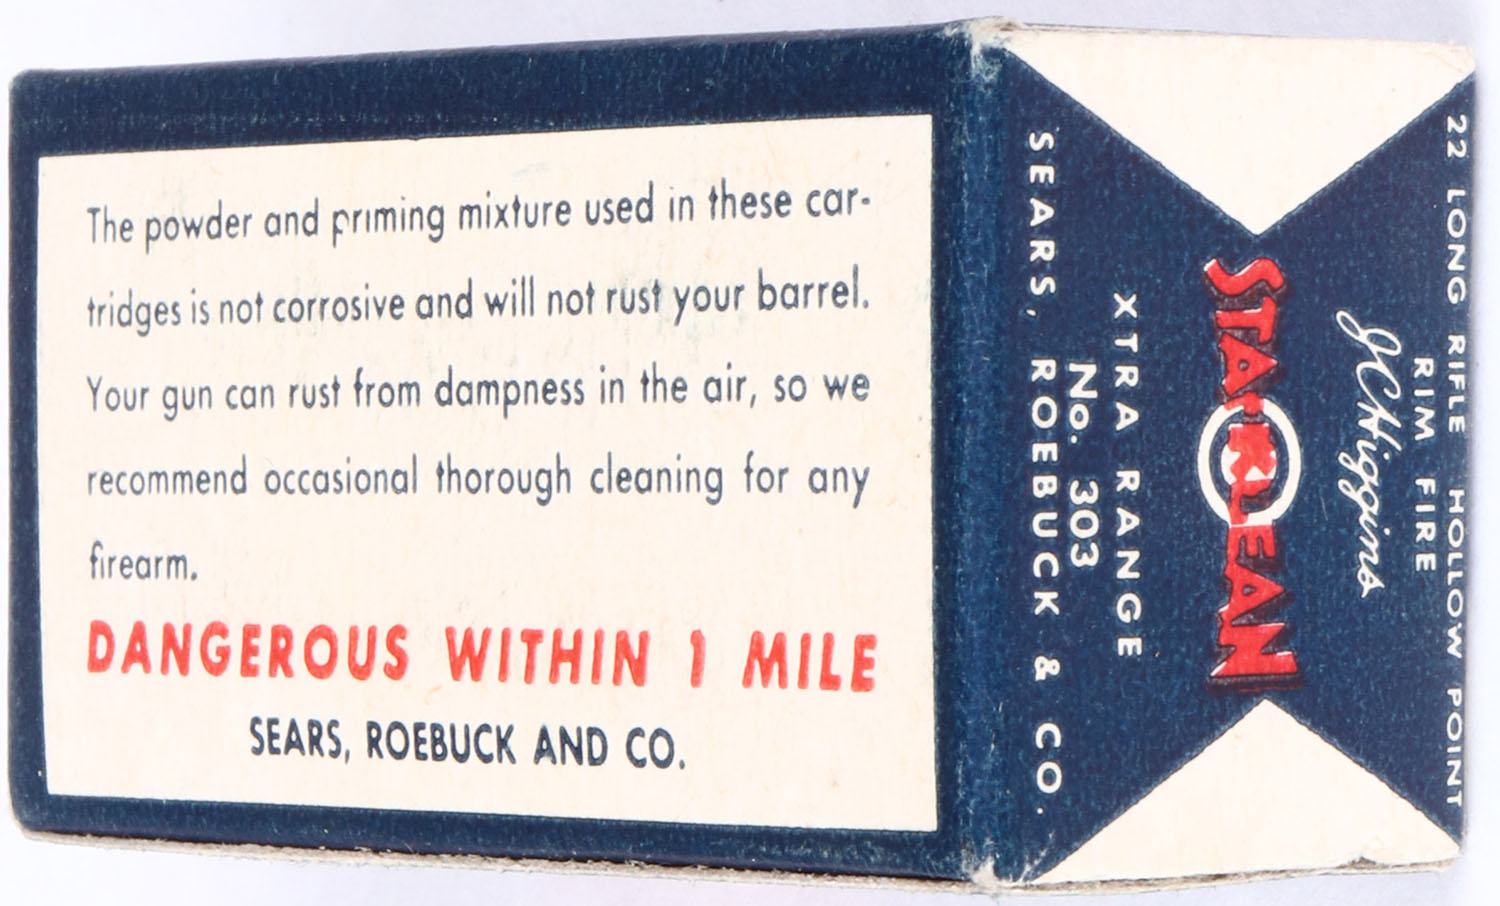 The powder and priming mixture used in these car-
tridges is not corrosive and will not rust your barrel.
Your gun can rust from dampness in the air, so we
recommend occasional thorough cleaning for any
firearm.
DANGEROUS WITHIN 1 MILE
SEARS, ROEBUCK AND CO.
22 LONG RIFLE HOLLOW POINT
RIM FIRE
J.C. Higgins
STA-KLEAN
XTRA RANGE
No. 303
SEARS, ROEBUCK & CO.